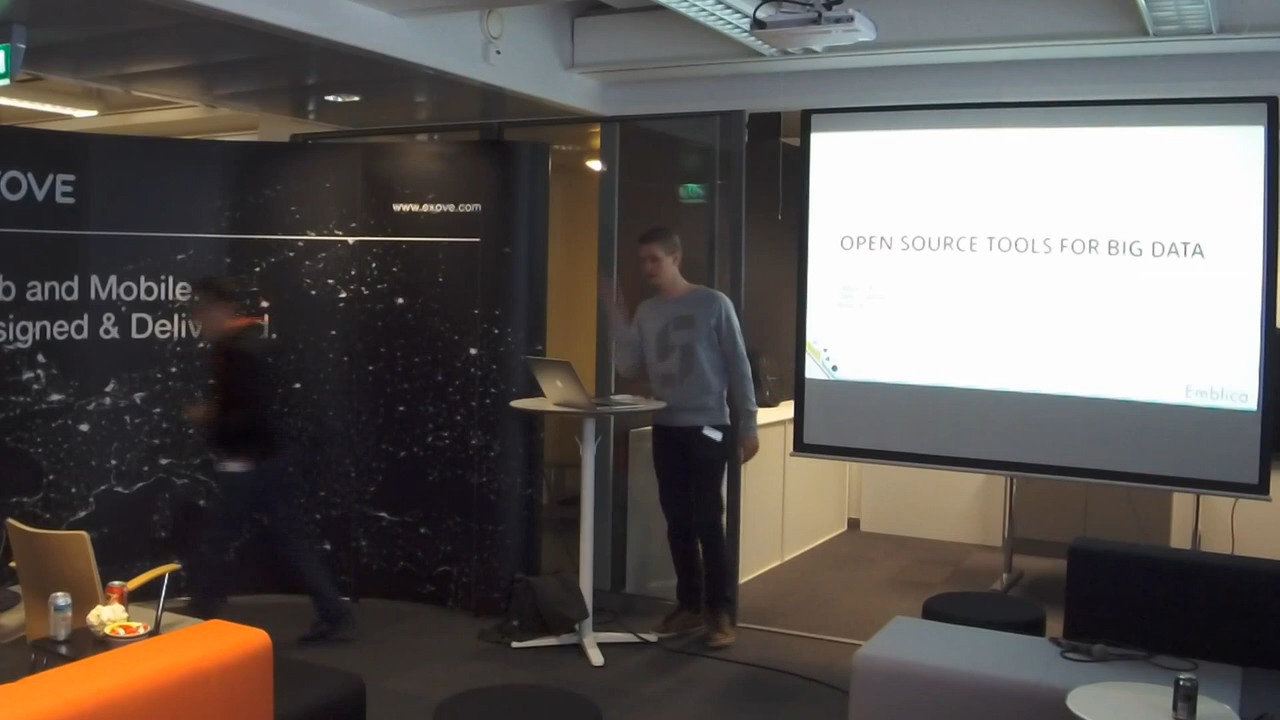 XOVE
www.exove.com
b and Mobile.
signed & Deliv d.
OPEN SOURCE TOOLS FOR BIG DATA
Emblica